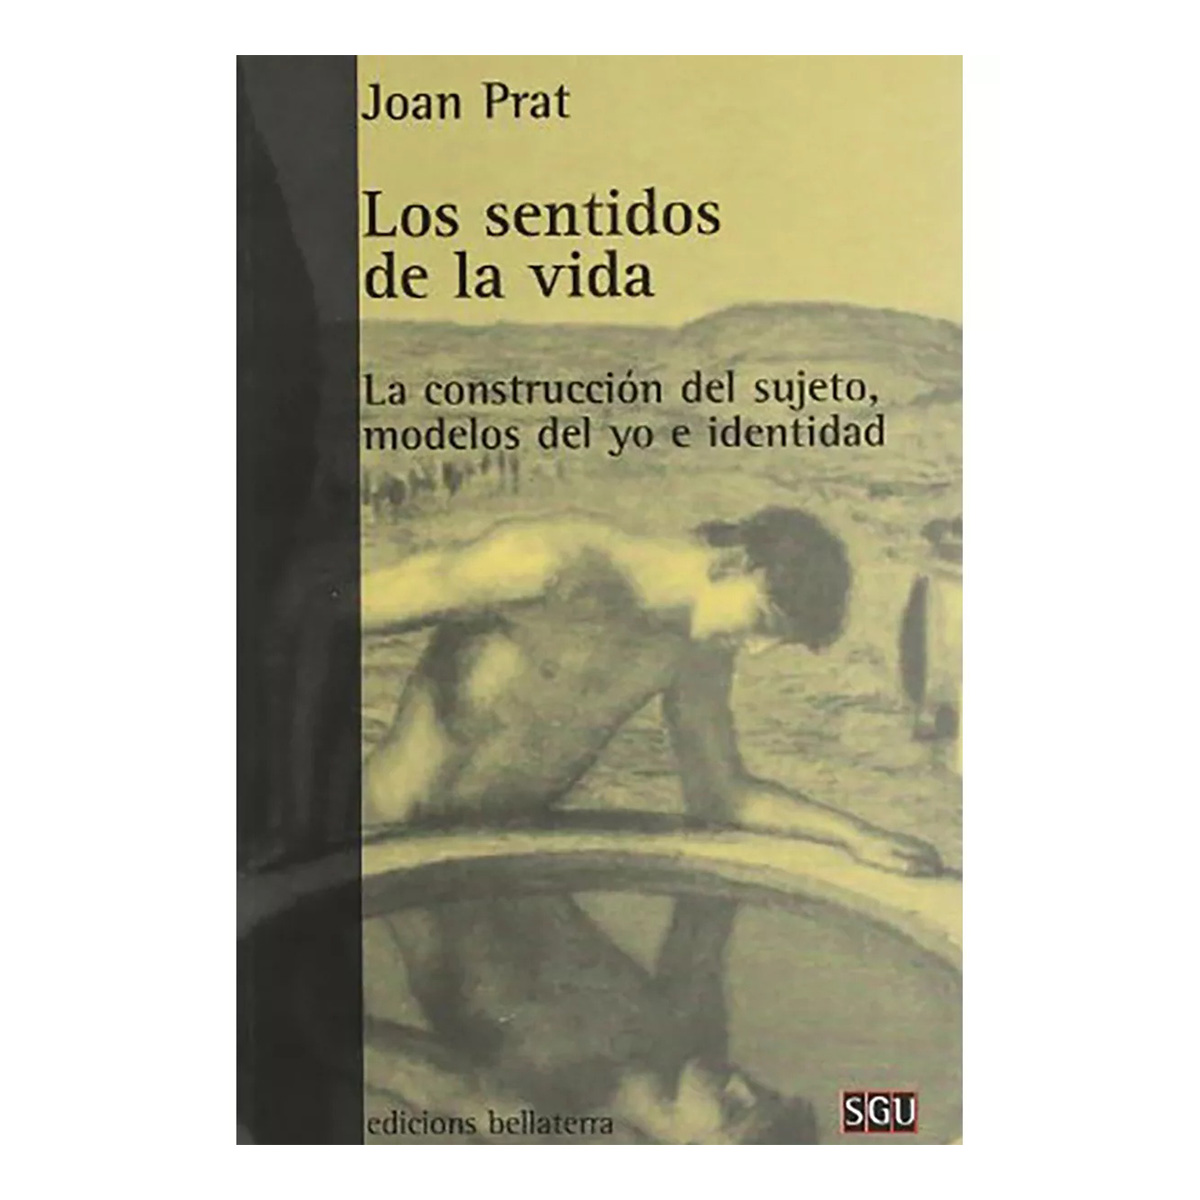 Joan Prat
Los sentidos
de la vida
La construcción del sujeto,
modelos del yo e identidad
edicions bellaterra
SGU